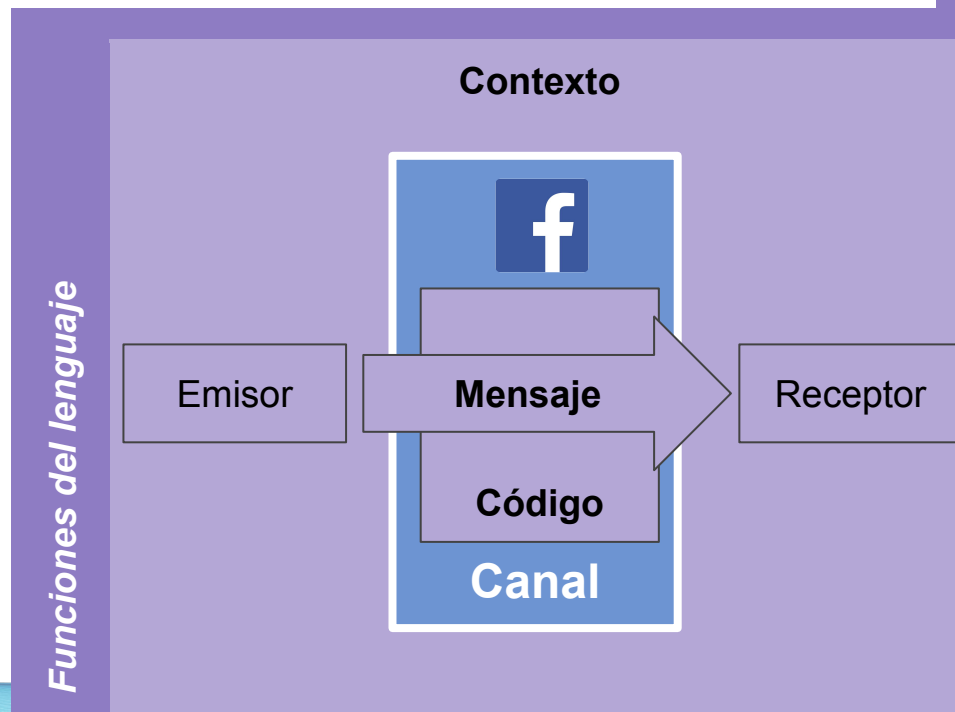 Funciones del lenguaje
Contexto
f
Emisor
Mensaje
Receptor
Código
Canal